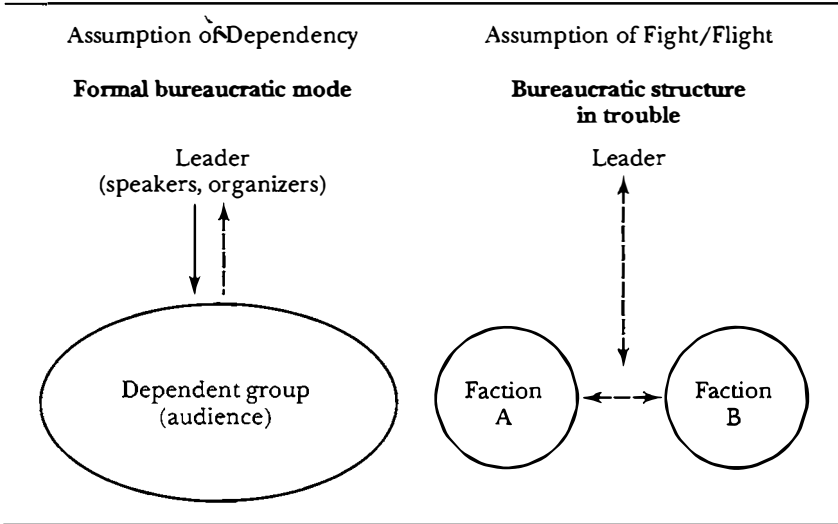 Assumption of Dependency
Formal bureaucratic mode
Leader
(speakers, organizers)
Dependent group
(audience)
Assumption of Fight/Flight
Bureaucratic structure
in trouble
Leader
Faction
A
Faction
B